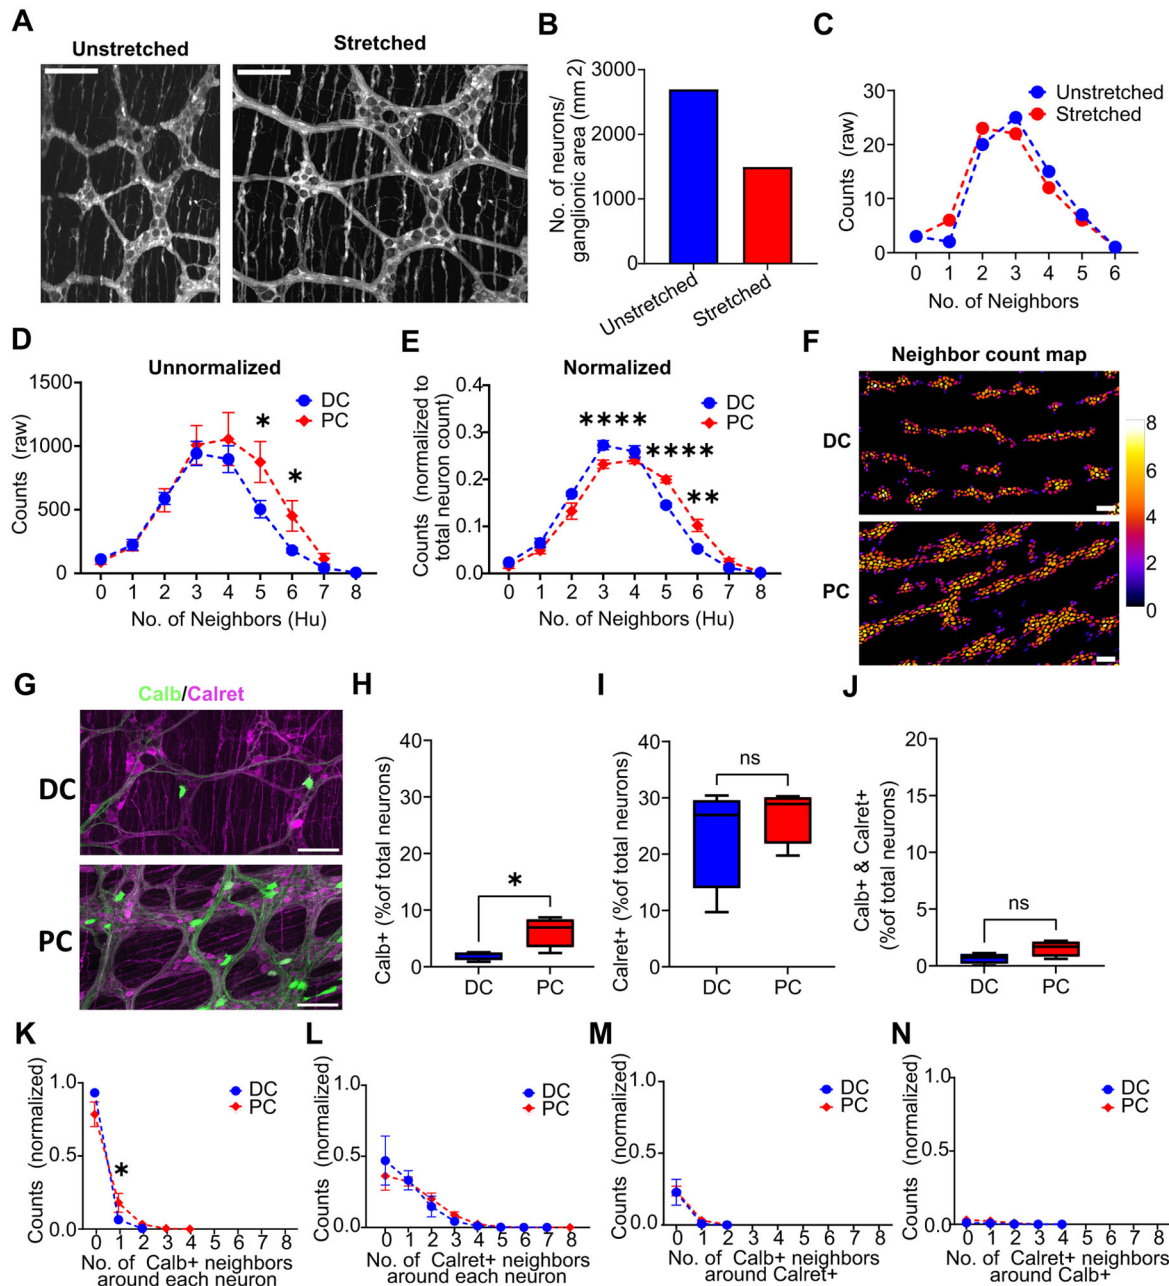 A
Unstretched
Stretched
B
No. of neurons/
ganglionic area (mm 2)
3000
2000
1000
0
Unstretched
Stretched
C
Counts (raw)
30
20
10
0
Unstretched
Stretched
0 1 2 3 4 5 6
No. of Neighbors
D
Unnormalized
Counts (raw)
1500
1000
500
0
DC
PC
*
*
0 1 2 3 4 5 6 7 8
No. of Neighbors (Hu)
E
Normalized
Counts (normalized to
total neuron count)
0.4
0.3
0.2
0.1
0.0
DC
PC
****
****
**
0 1 2 3 4 5 6 7 8
No. of Neighbors (Hu)
F
Neighbor count map
DC
PC
8
6
4
2
0
G
Calb/Calret
DC
PC
H
Calb+ (%of total neurons)
40
30
20
10
0
*
DC PC
I
Calret+ (%of total neurons)
40
30
20
10
0
ns
DC PC
J
Calb+ & Calret+
(%of total neurons)
20
15
10
5
0
ns
DC PC
K
Counts (normalized)
1.0
0.5
0.0
DC
PC
*
0 1 2 3 4 5 6 7 8
No. of Calb+ neighbors
around each neuron
L
Counts (normalized)
1.0
0.5
0.0
DC
PC
0 1 2 3 4 5 6 7 8
No. of Calret+ neighbors
around each neuron
M
Counts (normalized)
1.0
0.5
0.0
DC
PC
0 1 2 3 4 5 6 7 8
No. of Calb+ neighbors
around Calret+
N
Counts (normalized)
1.0
0.5
0.0
DC
PC
0 1 2 3 4 5 6 7 8
No. of Calret+ neighbors
around Calb+